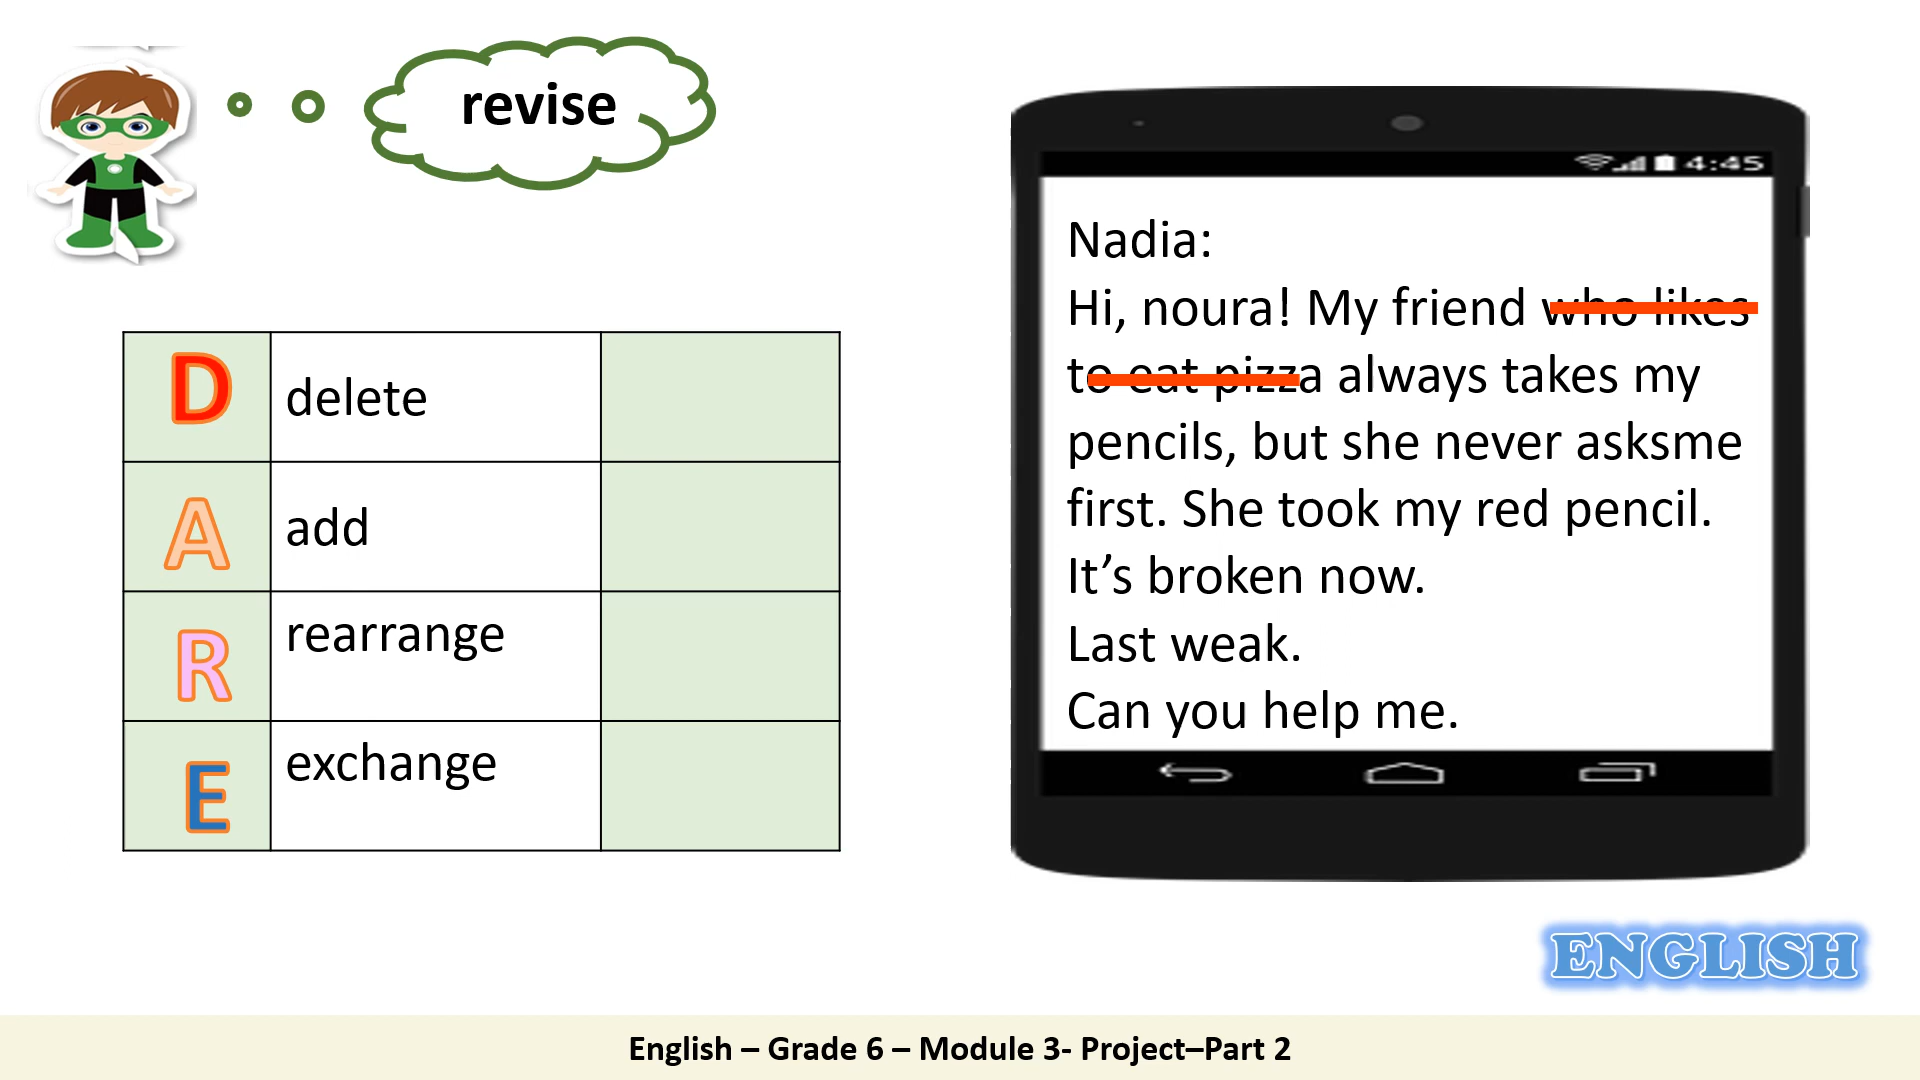 revise
D delete
A add
R rearrange
E exchange
4:45
Nadia:
Hi, noura! My friend who likes
to eat pizza always takes my
pencils, but she never asksme
first. She took my red pencil.
It’s broken now.
Last weak.
Can you help me.
ENGLISH
English – Grade 6 – Module 3- Project–Part 2